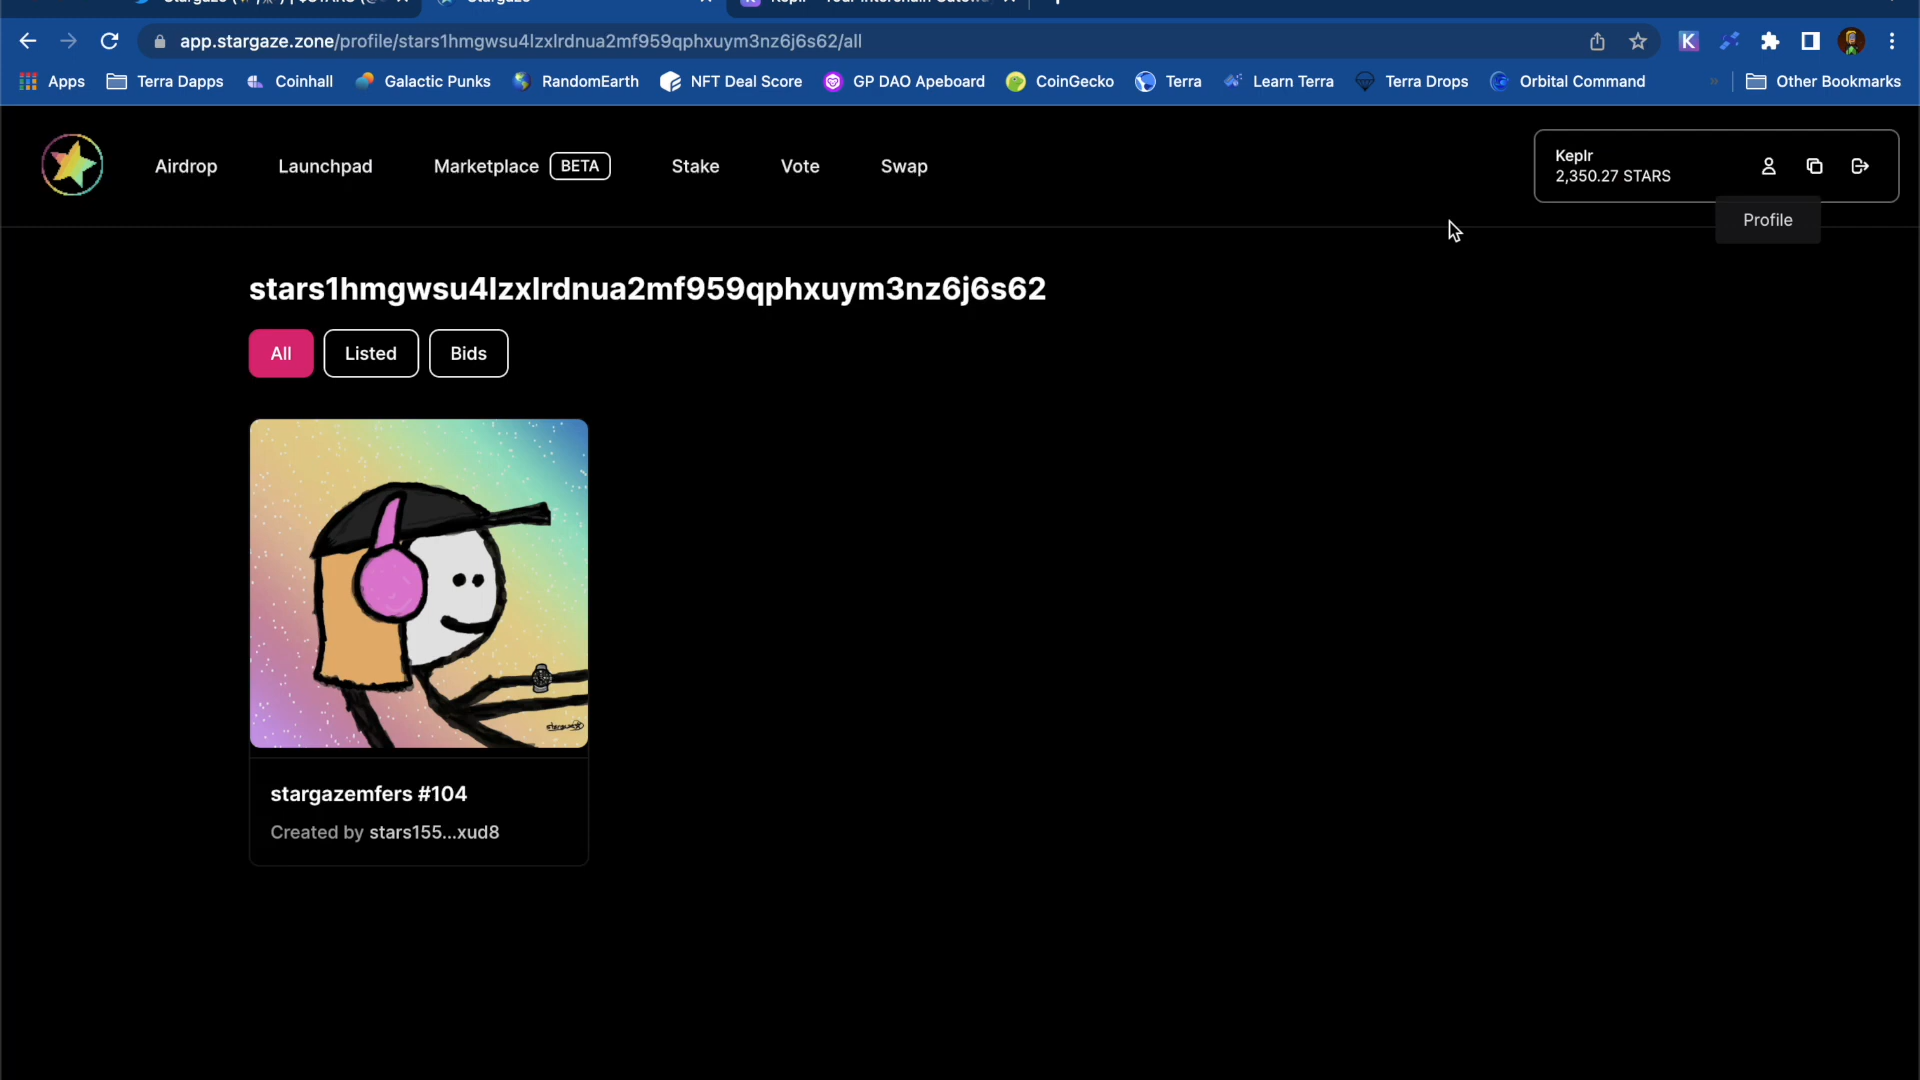 app.stargaze.zone/profile/stars1hmgwsu4lzxlrdnua2mf959qphxuym3nz6j6s62/all
Apps Terra Dapps Coinhall Galactic Punks RandomEarth NFT Deal Score GP DAO Apeboard CoinGecko Terra Learn Terra Terra Drops Orbital Command » Other Bookmarks
Airdrop Launchpad Marketplace BETA Stake Vote Swap
Keplr
2,350.27 STARS
Profile
stars1hmgwsu4lzxlrdnua2mf959qphxuym3nz6j6s62
All Listed Bids
stargaze
stargazemfers #104
Created by stars155...xud8